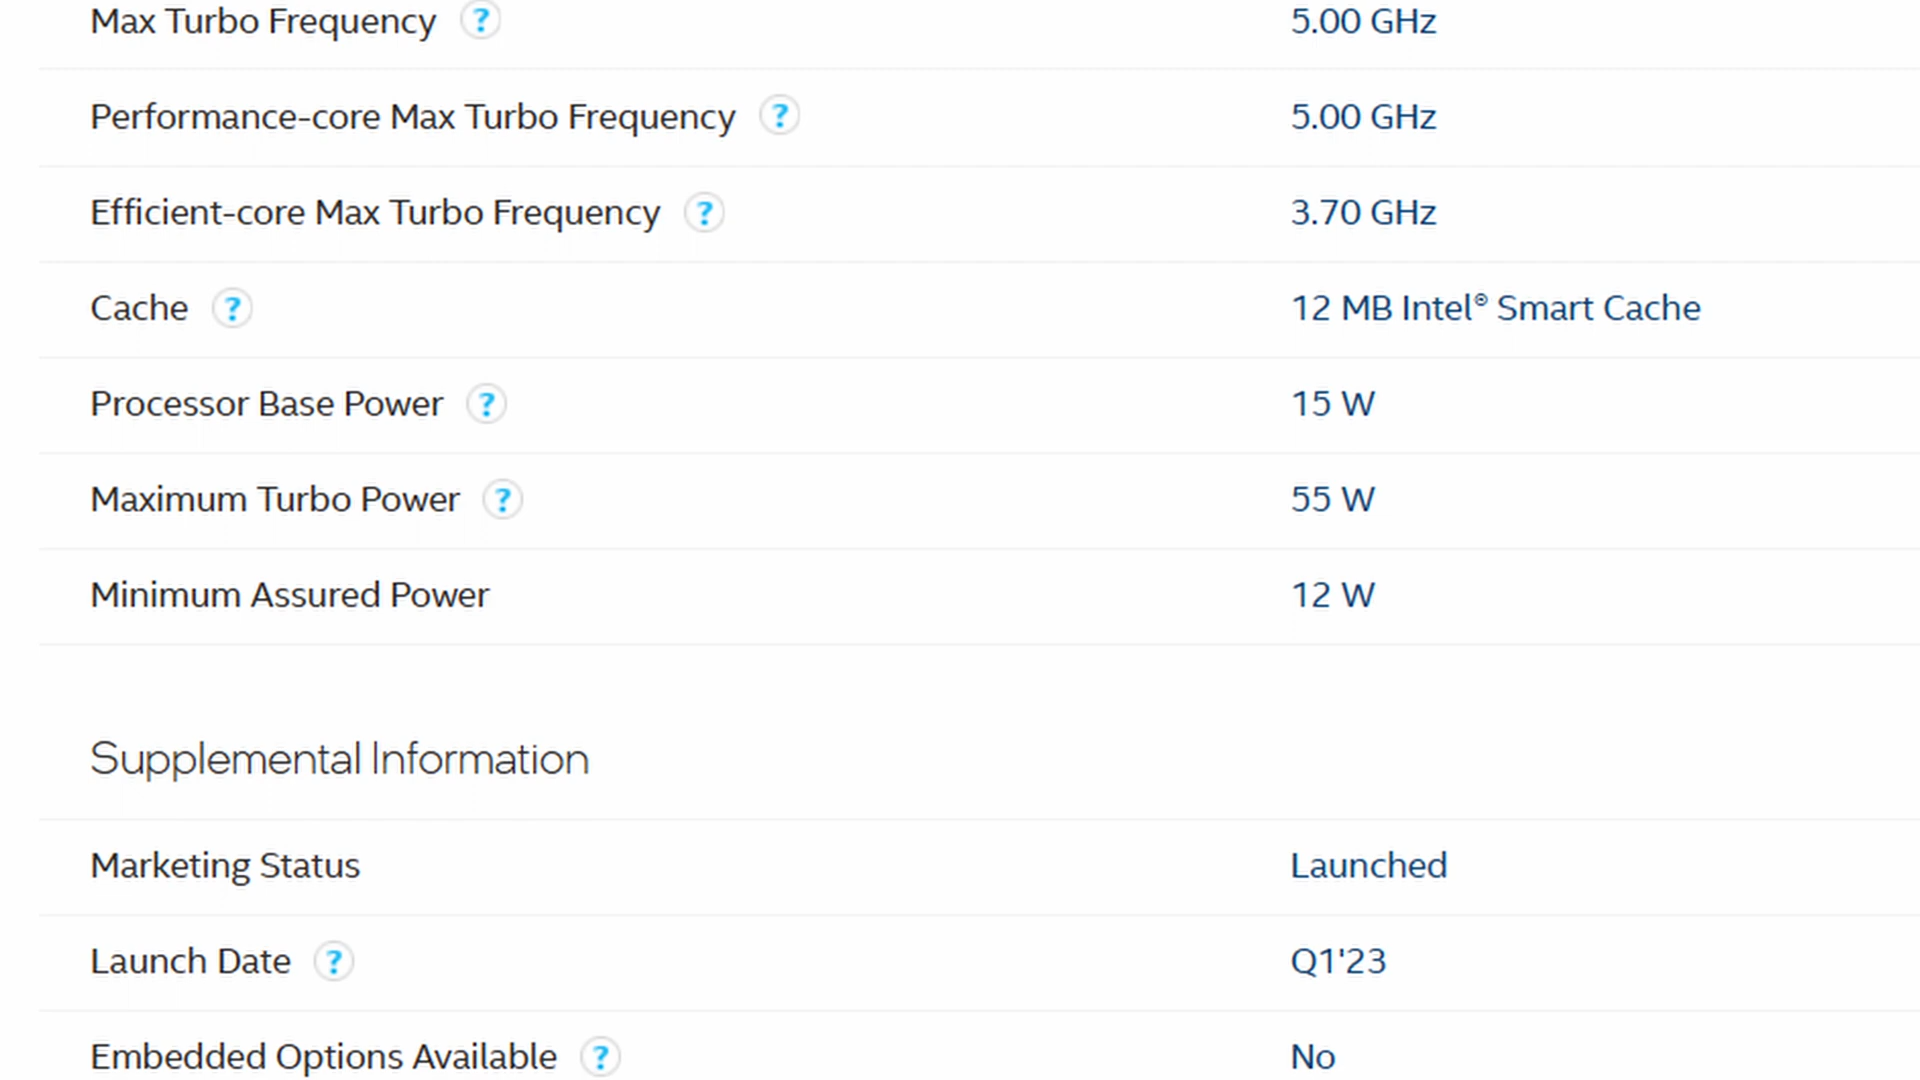 Max Turbo Frequency ? 5.00 GHz
Performance-core Max Turbo Frequency ? 5.00 GHz
Efficient-core Max Turbo Frequency ? 3.70 GHz
Cache ? 12 MB Intel® Smart Cache
Processor Base Power ? 15 W
Maximum Turbo Power ? 55 W
Minimum Assured Power 12 W
Supplemental Information
Marketing Status Launched
Launch Date ? Q1'23
Embedded Options Available ? No